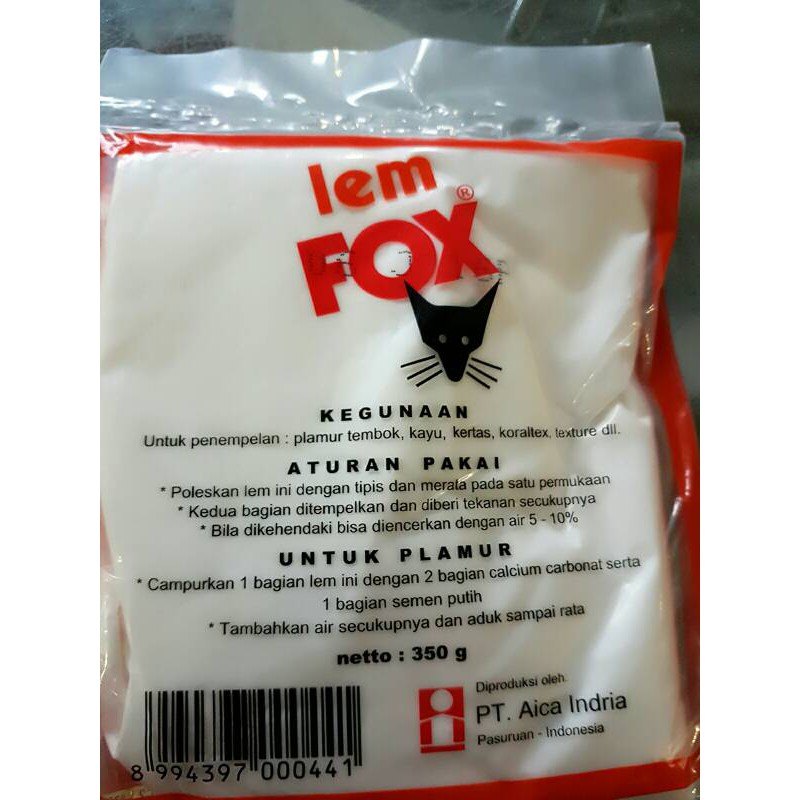 lem
FOX®
KEGUNAAN
Untuk penempelan : plamur tembok, kayu, kertas, koraltex, texture dll.
ATURAN PAKAI
* Poleskan lem ini dengan tipis dan merata pada satu permukaan
* Kedua bagian ditempelkan dan diberi tekanan secukupnya
* Bila dikehendaki bisa diencerkan dengan air 5 - 10%
UNTUK PLAMUR
* Campurkan 1 bagian lem ini dengan 2 bagian calcium carbonat serta
1 bagian semen putih
* Tambahkan air secukupnya dan aduk sampai rata
netto : 350 g
Diproduksi oleh:
PT. Aica Indria
Pasuruan - Indonesia
8 994397 000441